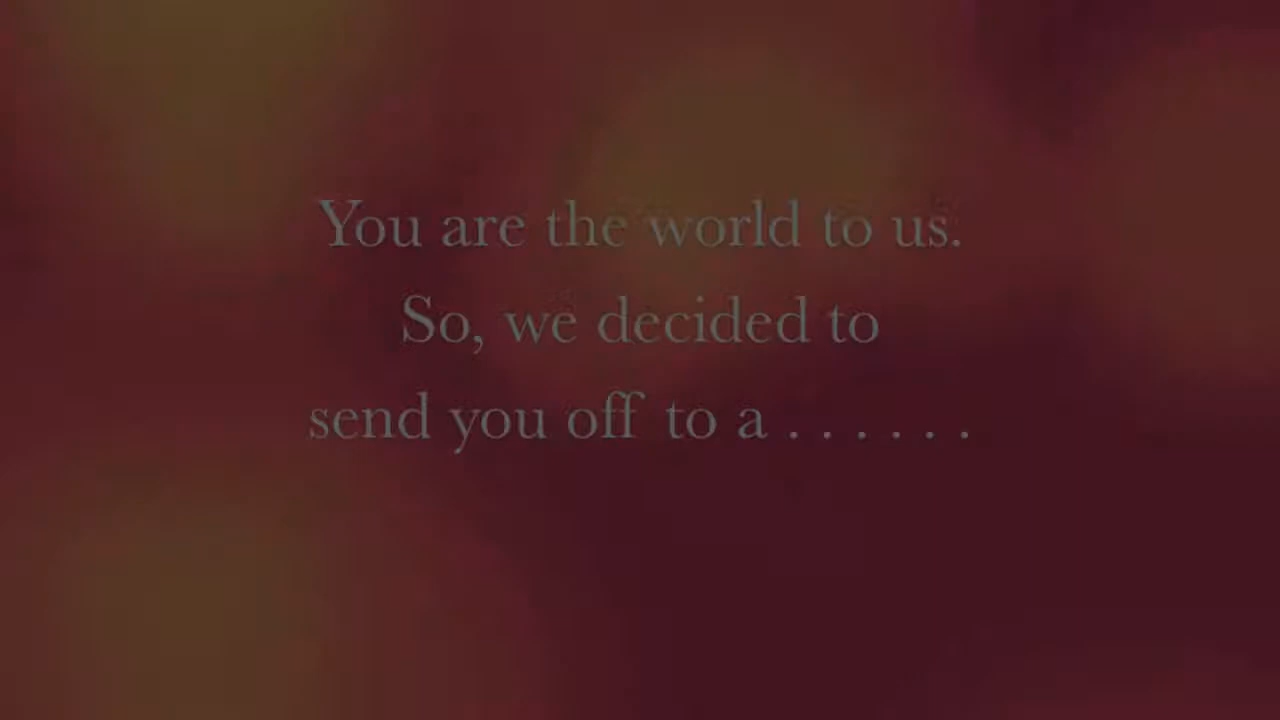 You are the world to us.
So, we decided to
send you off to a . . . . . .